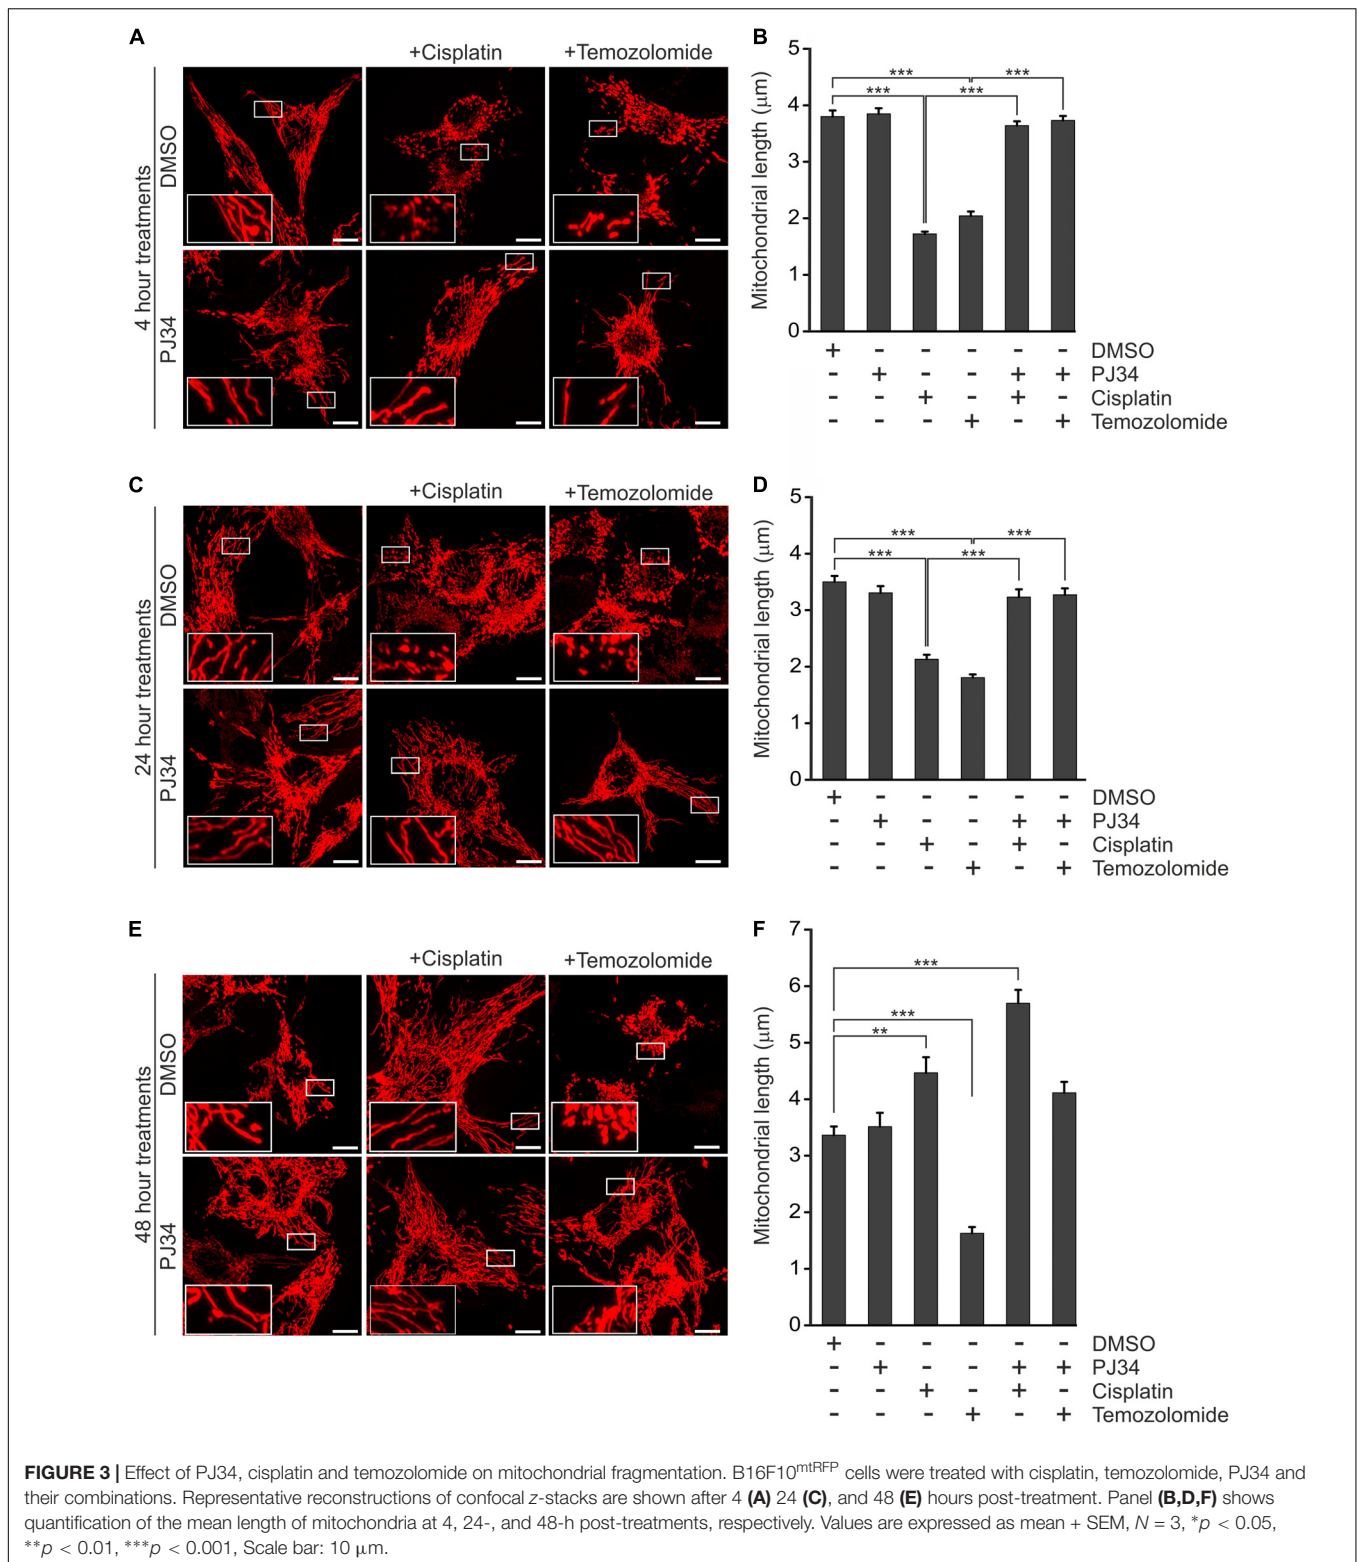 A
+Cisplatin
+Temozolomide
4 hour treatments
DMSO
PJ34
B
5
4
3
2
1
0
Mitochondrial length (μm)
*** ***
*** ***
+ - - - - - DMSO
- + - - + + PJ34
- - + - + - Cisplatin
- - - + - + Temozolomide
C
+Cisplatin
+Temozolomide
24 hour treatments
DMSO
PJ34
D
5
4
3
2
1
0
Mitochondrial length (μm)
*** ***
*** ***
+ - - - - - DMSO
- + - - + + PJ34
- - + - + - Cisplatin
- - - + - + Temozolomide
E
+Cisplatin
+Temozolomide
48 hour treatments
DMSO
PJ34
F
7
6
5
4
3
2
1
0
Mitochondrial length (μm)
***
***
**
+ - - - - - DMSO
- + - - + + PJ34
- - + - + - Cisplatin
- - - + - + Temozolomide
FIGURE 3 | Effect of PJ34, cisplatin and temozolomide on mitochondrial fragmentation. B16F10mtRFP cells were treated with cisplatin, temozolomide, PJ34 and
their combinations. Representative reconstructions of confocal z-stacks are shown after 4 (A) 24 (C), and 48 (E) hours post-treatment. Panel (B,D,F) shows
quantification of the mean length of mitochondria at 4, 24-, and 48-h post-treatments, respectively. Values are expressed as mean + SEM, N = 3, *p < 0.05,
**p < 0.01, ***p < 0.001, Scale bar: 10 μm.